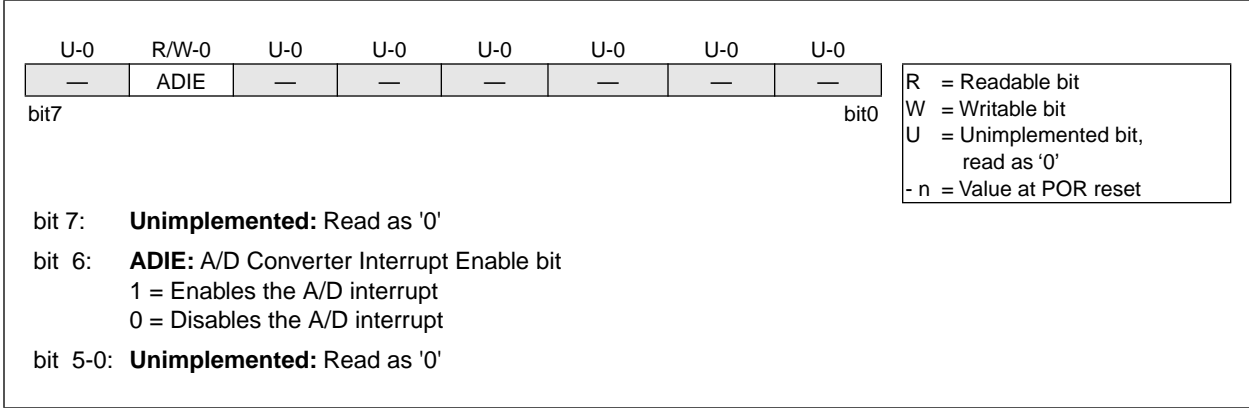 U-0 R/W-0 U-0 U-0 U-0 U-0 U-0 U-0
— ADIE — — — — — —
bit7 bit0
R = Readable bit
W = Writable bit
U = Unimplemented bit,
read as ‘0’
- n = Value at POR reset
bit 7: Unimplemented: Read as '0'
bit 6: ADIE: A/D Converter Interrupt Enable bit
1 = Enables the A/D interrupt
0 = Disables the A/D interrupt
bit 5-0: Unimplemented: Read as '0'